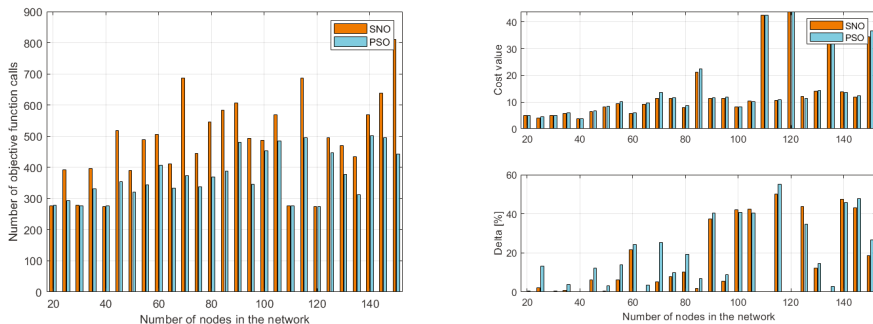 900
800
700
600
500
400
300
200
100
0
Number of objective function calls
SNO
PSO
20 40 60 80 100 120 140
Number of nodes in the network
40
30
20
10
0
Cost value
SNO
PSO
20 40 60 80 100 120 140
60
40
20
0
Delta [%]
20 40 60 80 100 120 140
Number of nodes in the network